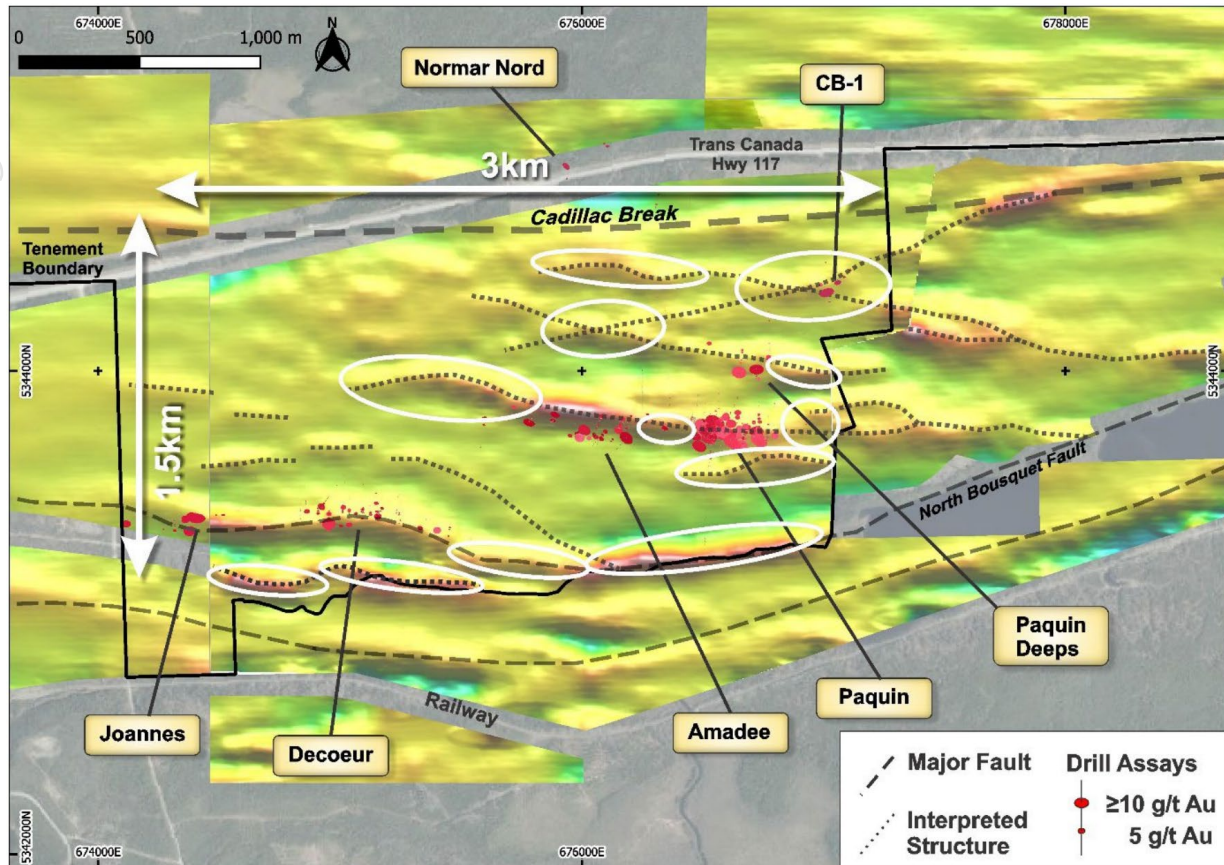 674000E
676000E
678000E
0
500
1,000 m
N
Normar Nord
CB-1
Trans Canada
Hwy 117
3km
Cadillac Break
Tenement
Boundary
5344000N
5344000N
1.5km
North Bousquet Fault
Paquin
Deeps
Paquin
Joannes
Railway
Amadee
Decoeur
Major Fault
Interpreted
Structure
Drill Assays
≥10 g/t Au
5 g/t Au
5342000N
674000E
676000E